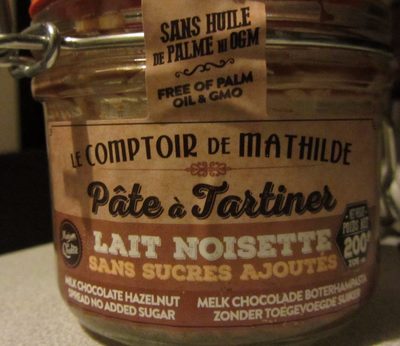 SANS HUILE
DE PALME NI OGM
FREE OF PALM
OIL & GMO
LE COMPTOIR DE MATHILDE
Pâte à Tartiner
LAIT NOISETTE
SANS SUCRES AJOUTÉS
200g
MILK CHOCOLATE HAZELNUT
SPREAD NO ADDED SUGAR
MELK CHOCOLADE BOTERHAMPASTA
ZONDER TOEGEVOEGDE SUIKER